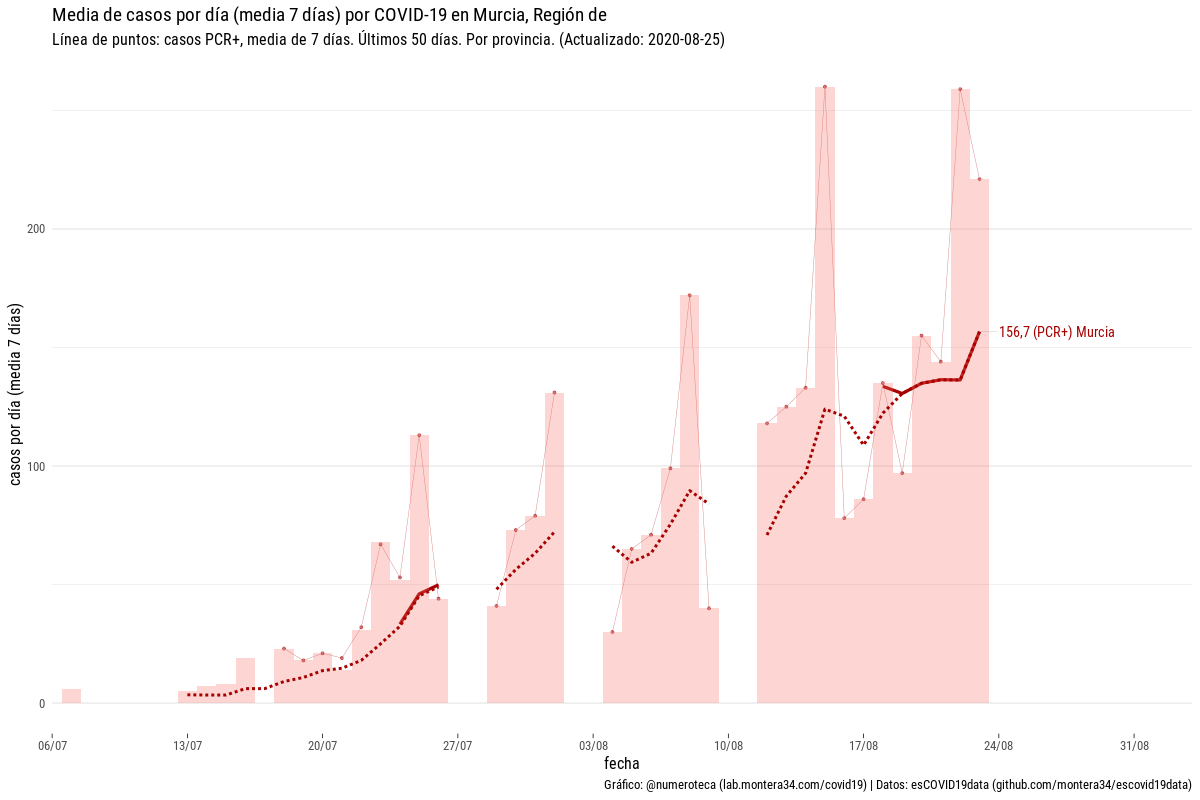 Media de casos por día (media 7 días) por COVID-19 en Murcia, Región de
Línea de puntos: casos PCR+, media de 7 días. Últimos 50 días. Por provincia. (Actualizado: 2020-08-25)
casos por día (media 7 días)
200
100
0
156,7 (PCR+) Murcia
06/07
13/07
20/07
27/07
03/08
10/08
17/08
24/08
31/08
fecha
Gráfico: @numeroteca (lab.montera34.com/covid19) | Datos: esCOVID19data (github.com/montera34/escovid19data)